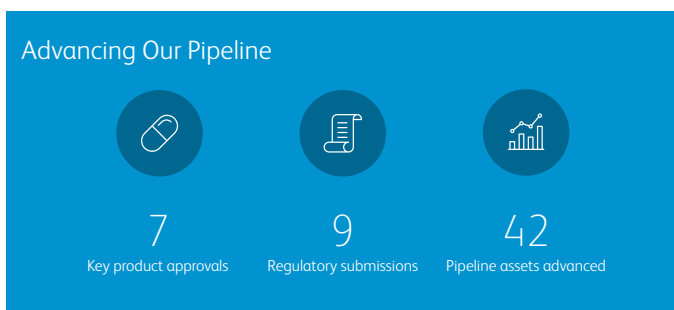 Advancing Our Pipeline
7
Key product approvals
9
Regulatory submissions
42
Pipeline assets advanced